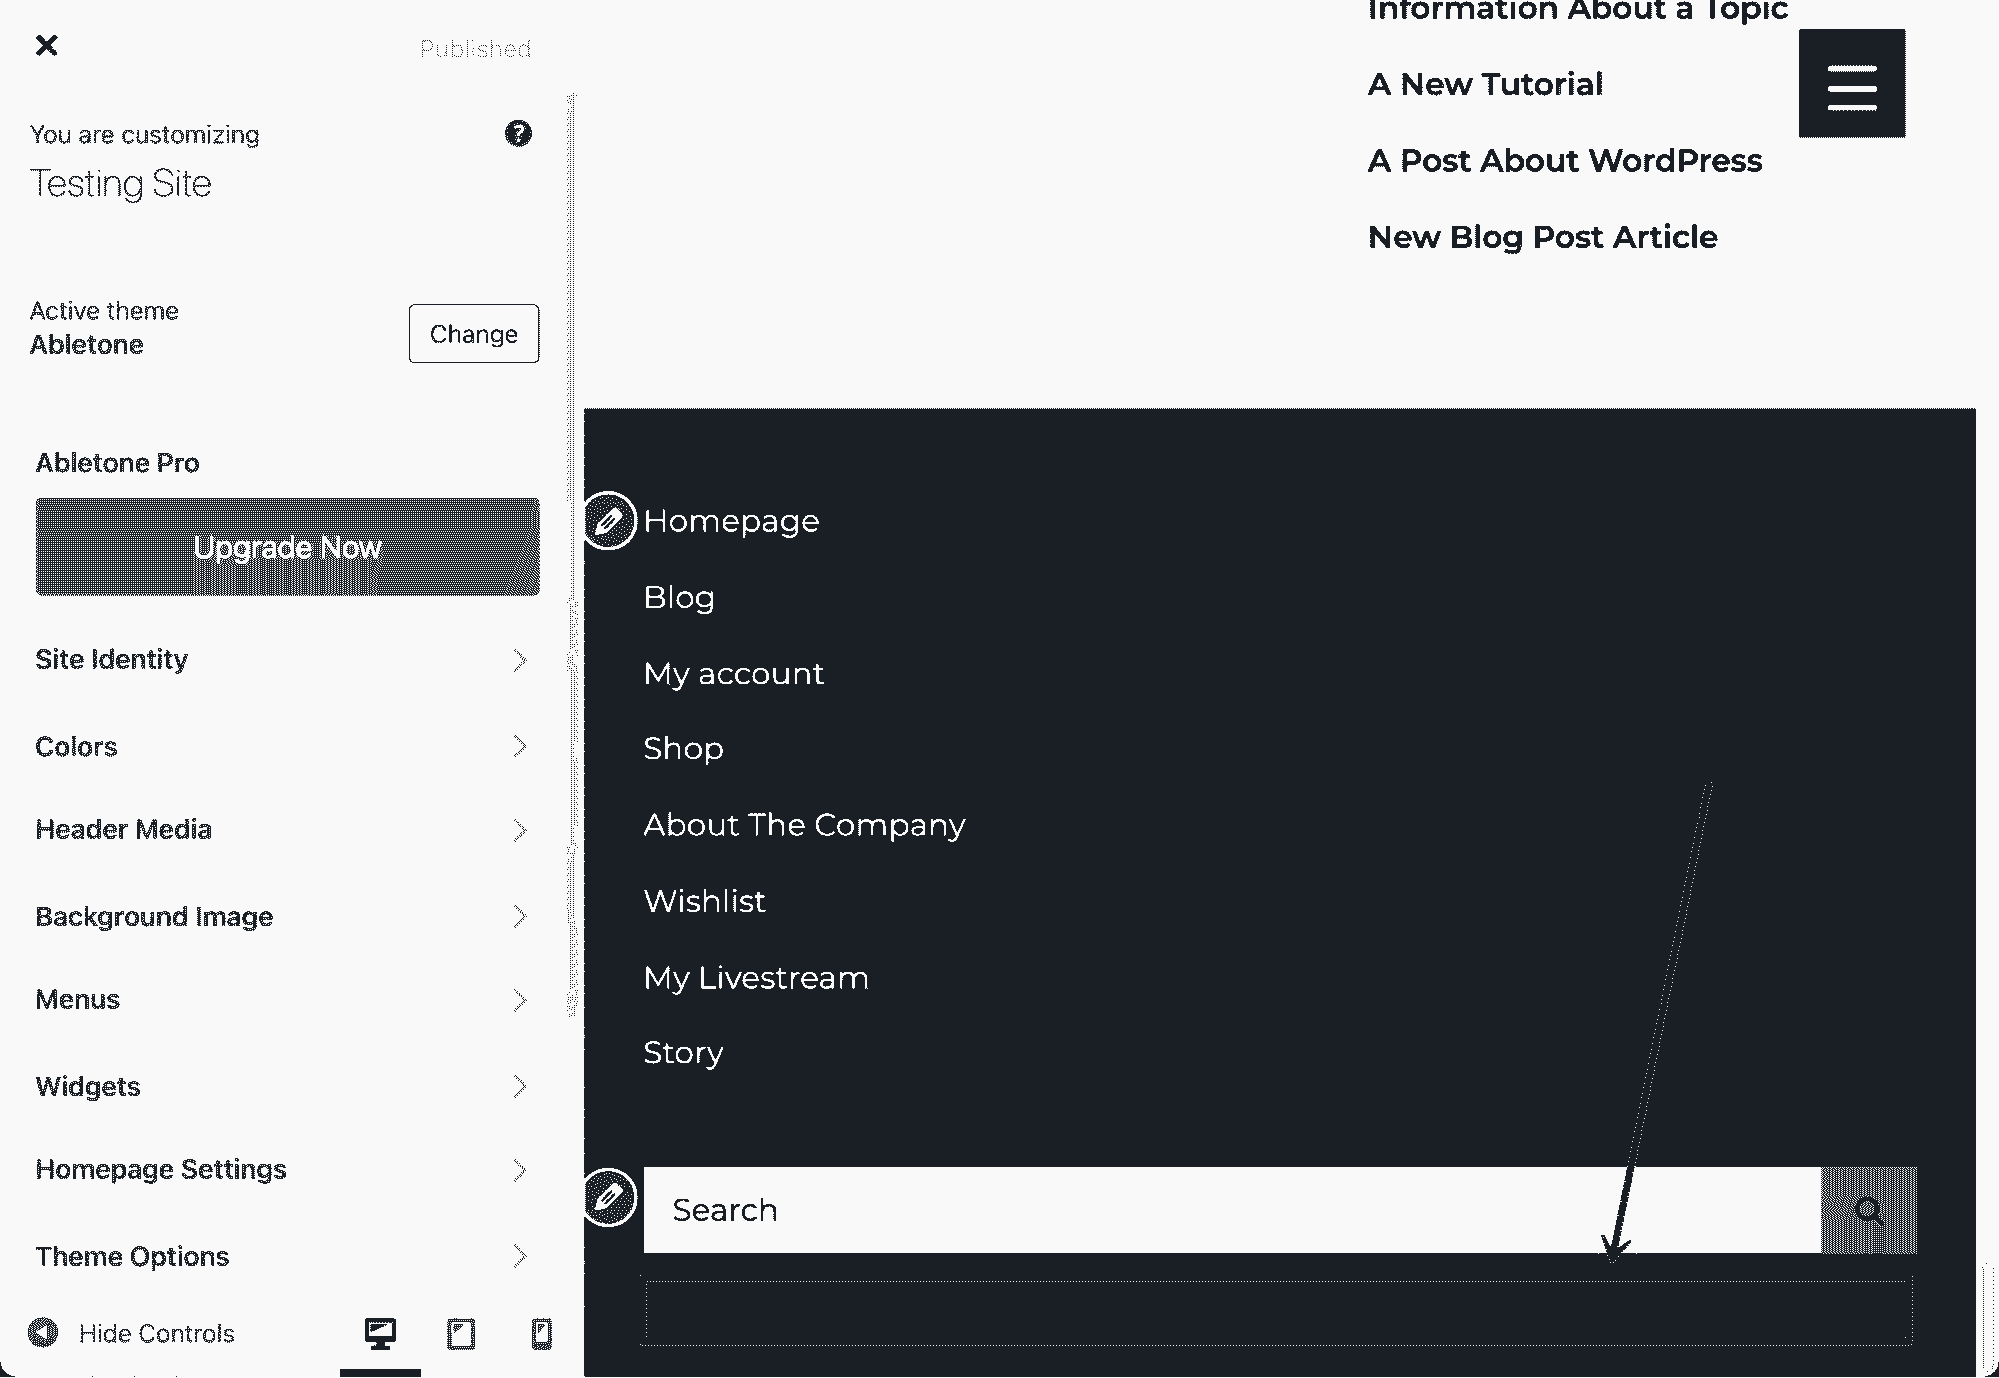 Published
You are customizing
Testing Site
Active theme
Abletone
Change
Abletone Pro
Upgrade Now
Site Identity
Colors
Header Media
Background Image
Menus
Widgets
Homepage Settings
Theme Options
Hide Controls
Information About a Topic
A New Tutorial
A Post About WordPress
New Blog Post Article
Homepage
Blog
My account
Shop
About The Company
Wishlist
My Livestream
Story
Search